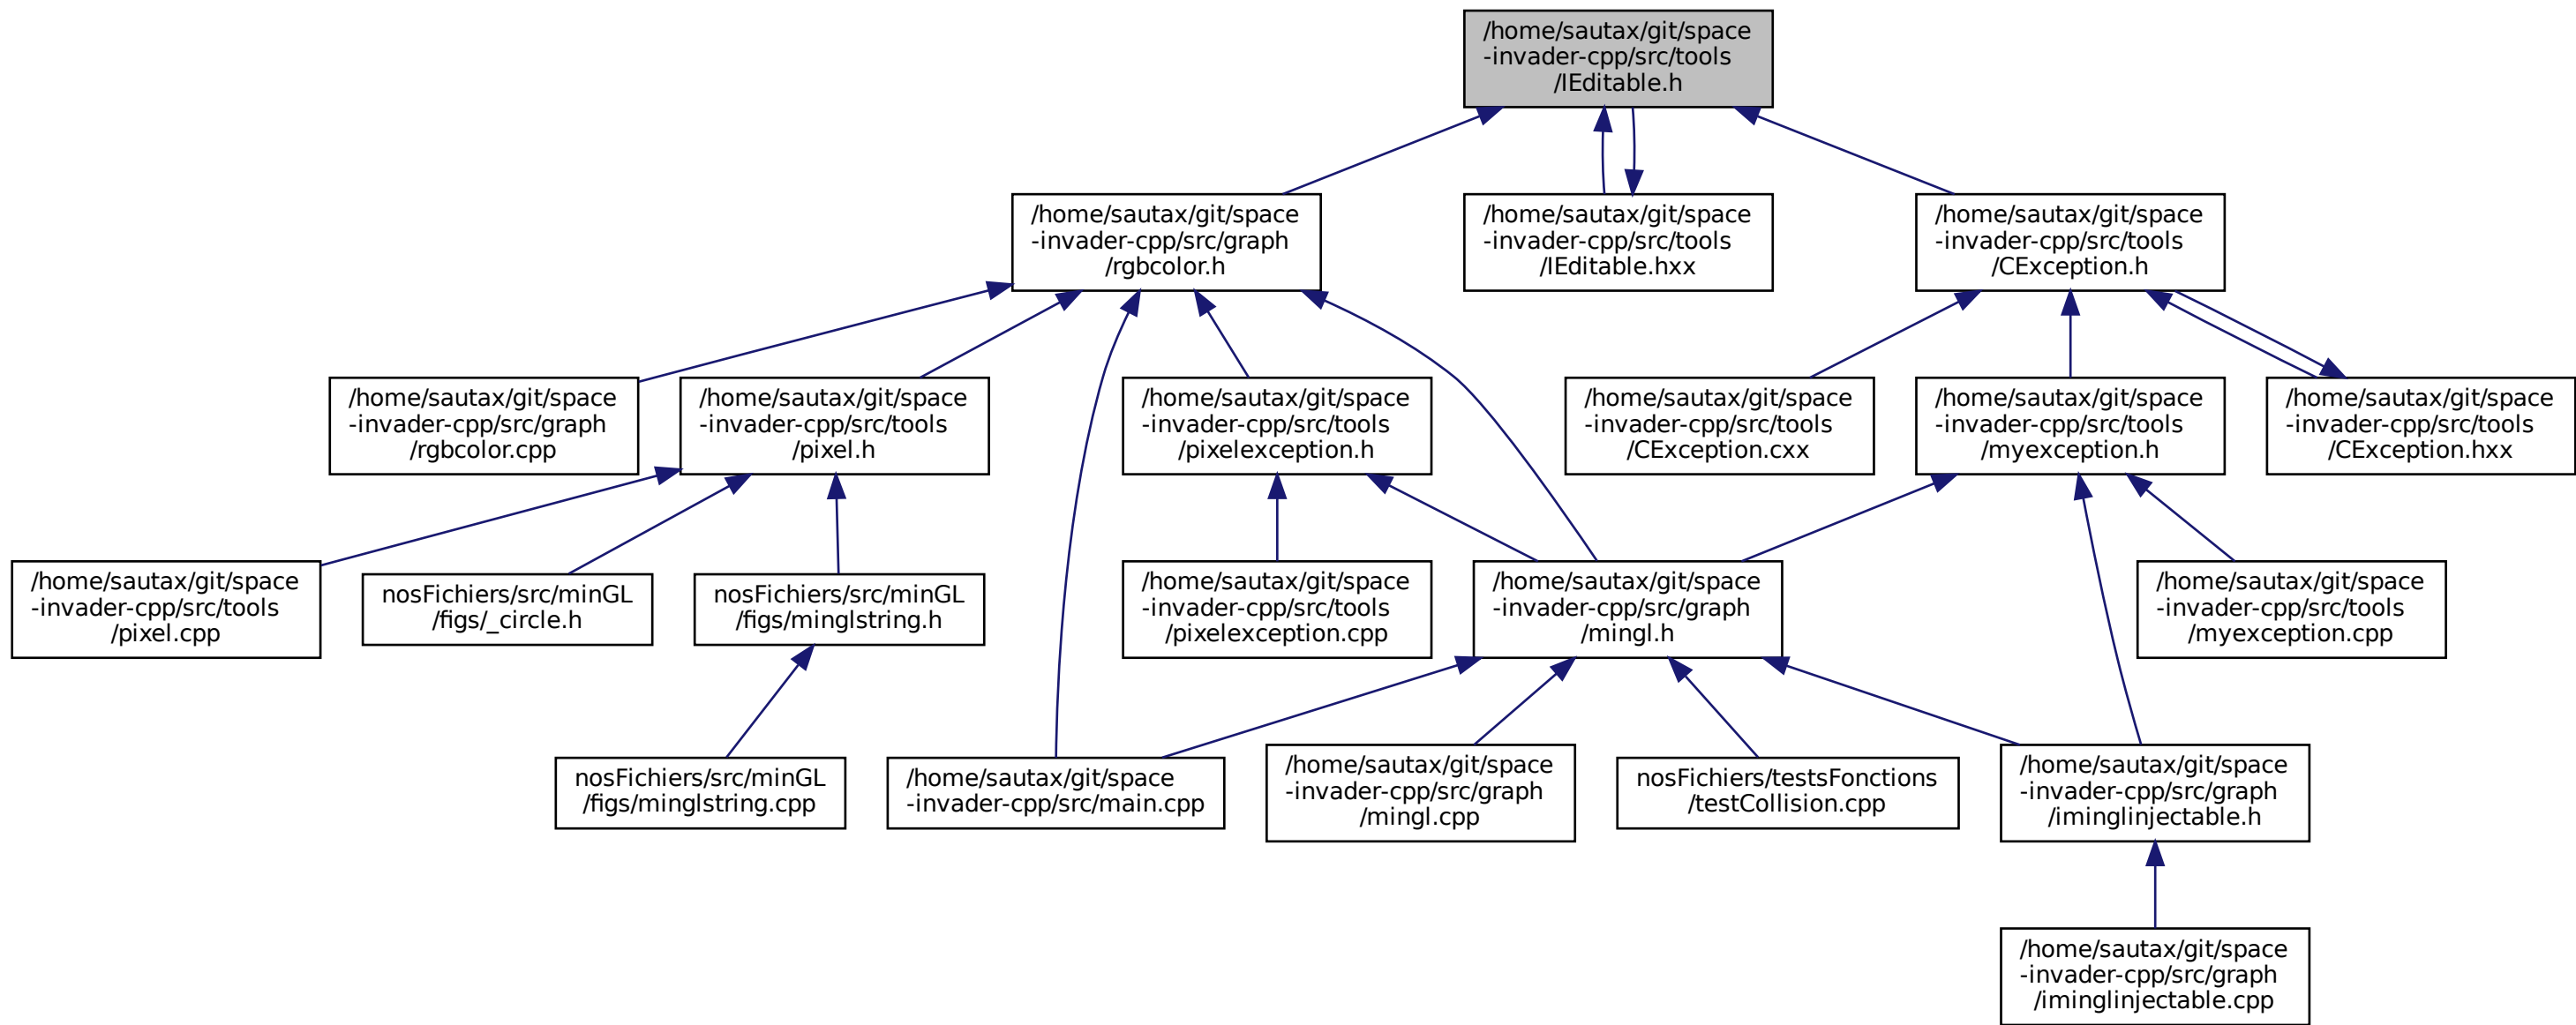 /home/sautax/git/space
-invader-cpp/src/tools
/IEditable.h
/home/sautax/git/space
-invader-cpp/src/graph
/rgbcolor.h
/home/sautax/git/space
-invader-cpp/src/tools
/IEditable.hxx
/home/sautax/git/space
-invader-cpp/src/tools
/CException.h
/home/sautax/git/space
-invader-cpp/src/graph
/rgbcolor.cpp
/home/sautax/git/space
-invader-cpp/src/tools
/pixel.h
/home/sautax/git/space
-invader-cpp/src/tools
/pixelexception.h
/home/sautax/git/space
-invader-cpp/src/tools
/CException.cxx
/home/sautax/git/space
-invader-cpp/src/tools
/myexception.h
/home/sautax/git/space
-invader-cpp/src/tools
/CException.hxx
/home/sautax/git/space
-invader-cpp/src/tools
/pixel.cpp
nosFichiers/src/minGL
/figs/_circle.h
nosFichiers/src/minGL
/figs/minglstring.h
/home/sautax/git/space
-invader-cpp/src/tools
/pixelexception.cpp
/home/sautax/git/space
-invader-cpp/src/graph
/mingl.h
/home/sautax/git/space
-invader-cpp/src/tools
/myexception.cpp
nosFichiers/src/minGL
/figs/minglstring.cpp
/home/sautax/git/space
-invader-cpp/src/main.cpp
/home/sautax/git/space
-invader-cpp/src/graph
/mingl.cpp
nosFichiers/testsFonctions
/testCollision.cpp
/home/sautax/git/space
-invader-cpp/src/graph
/iminglinjectable.h
/home/sautax/git/space
-invader-cpp/src/graph
/iminglinjectable.cpp